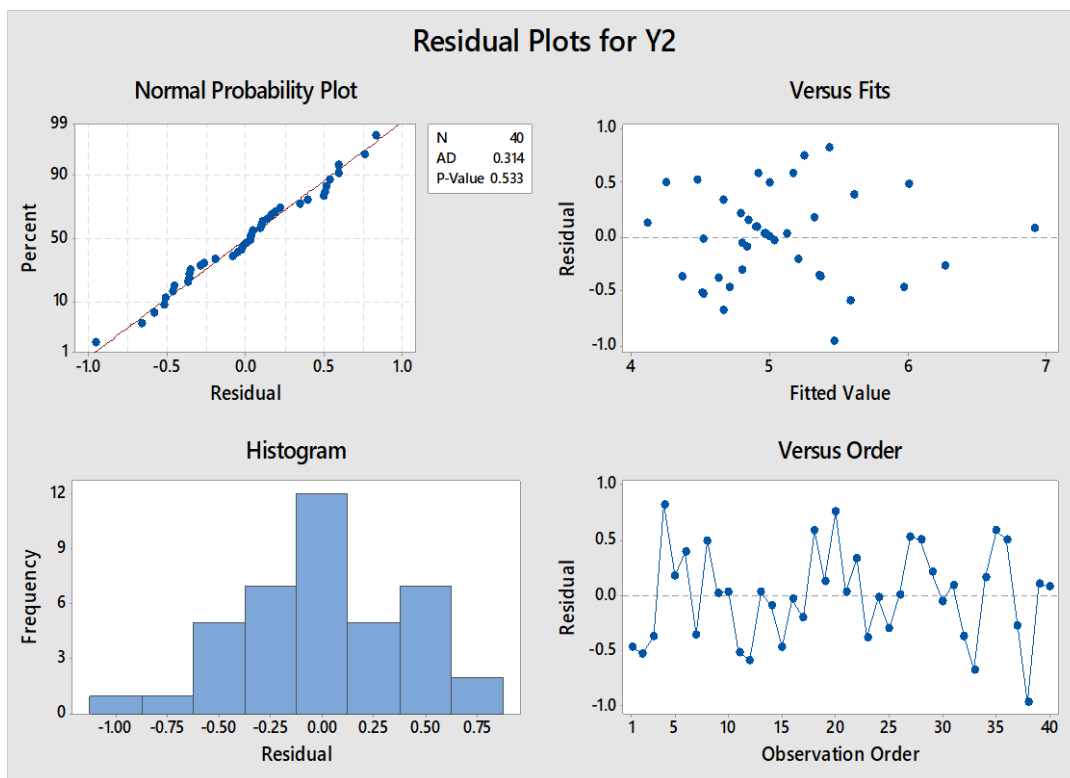 Residual Plots for Y2
Normal Probability Plot
99
90
50
10
1
Percent
-1.0 -0.5 0.0 0.5 1.0
Residual
N 40
AD 0.314
P-Value 0.533
Versus Fits
1.0
0.5
0.0
-0.5
-1.0
Residual
4 5 6 7
Fitted Value
Histogram
12
9
6
3
0
Frequency
-1.00 -0.75 -0.50 -0.25 0.00 0.25 0.50 0.75
Residual
Versus Order
1.0
0.5
0.0
-0.5
-1.0
Residual
1 5 10 15 20 25 30 35 40
Observation Order